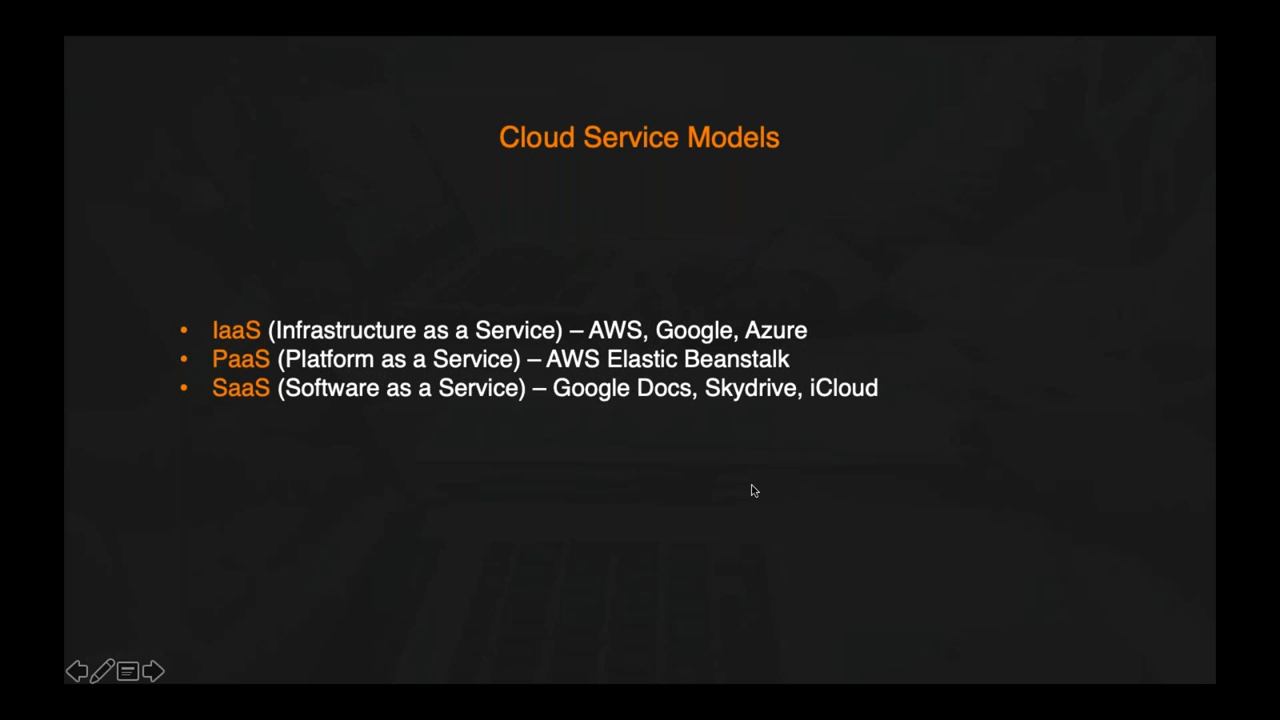 Cloud Service Models
• IaaS (Infrastructure as a Service) – AWS, Google, Azure
• PaaS (Platform as a Service) – AWS Elastic Beanstalk
• SaaS (Software as a Service) – Google Docs, Skydrive, iCloud